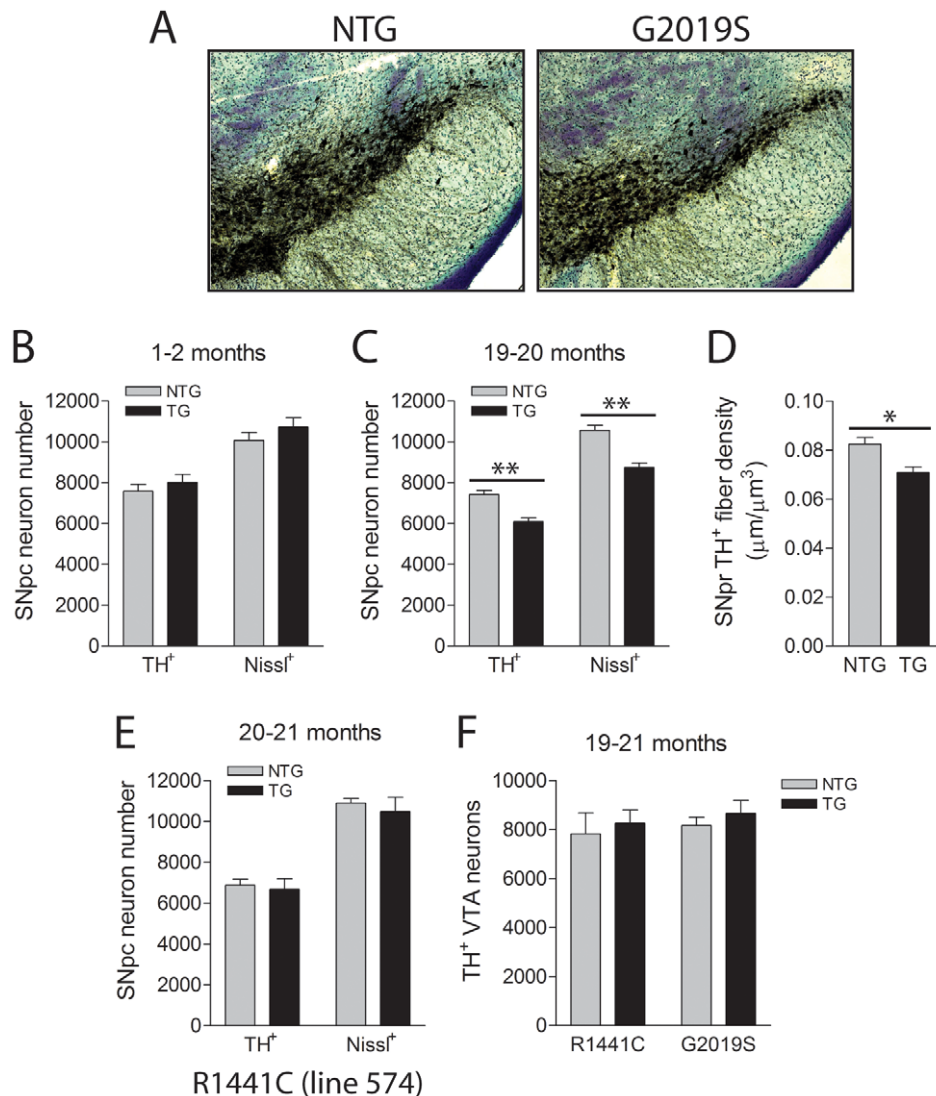 A
NTG
G2019S
B
1-2 months
NTG
TG
SNpc neuron number
12000
10000
8000
6000
4000
2000
0
TH⁺
Nissl⁺
C
19-20 months
NTG
TG
SNpc neuron number
12000
10000
8000
6000
4000
2000
0
**
**
TH⁺
Nissl⁺
D
SNpr TH⁺ fiber density
(μm/μm³)
0.10
0.08
0.06
0.04
0.02
0.00
*
NTG
TG
E
20-21 months
NTG
TG
SNpc neuron number
12000
10000
8000
6000
4000
2000
0
TH⁺
Nissl⁺
R1441C (line 574)
F
19-21 months
NTG
TG
TH⁺ VTA neurons
10000
8000
6000
4000
2000
0
R1441C
G2019S